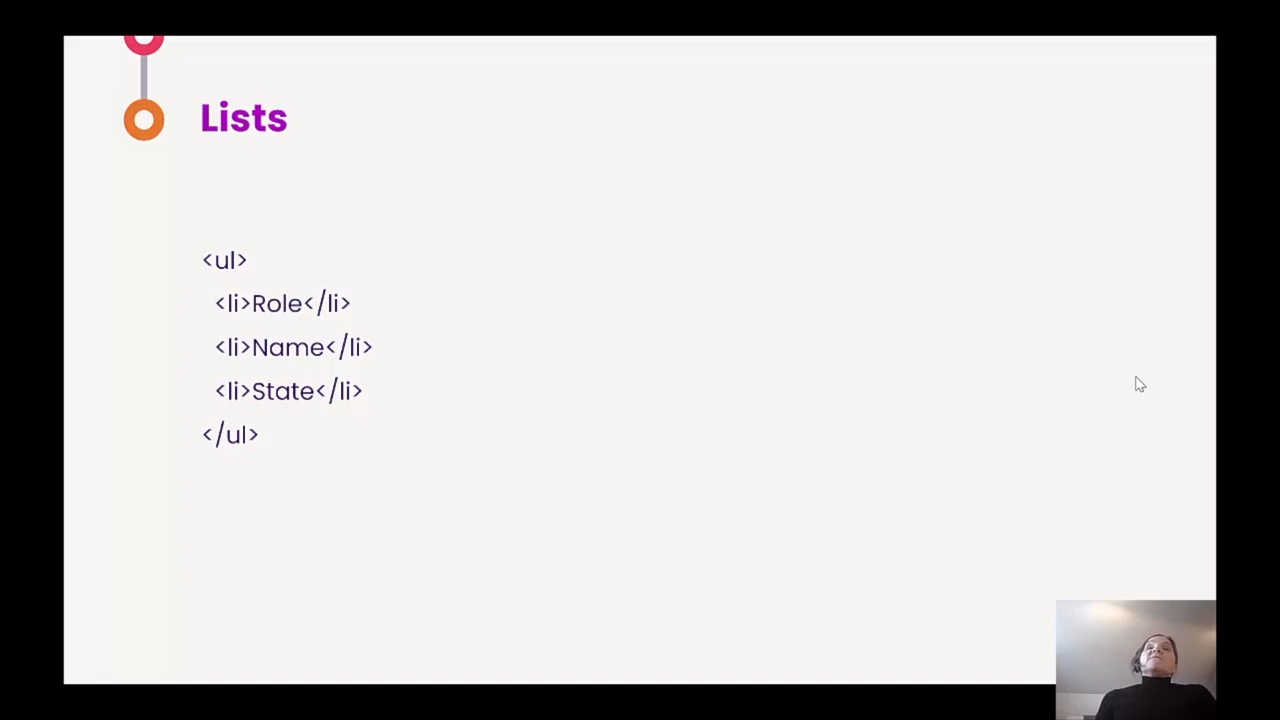 Lists
<ul>
<li>Role</li>
<li>Name</li>
<li>State</li>
</ul>